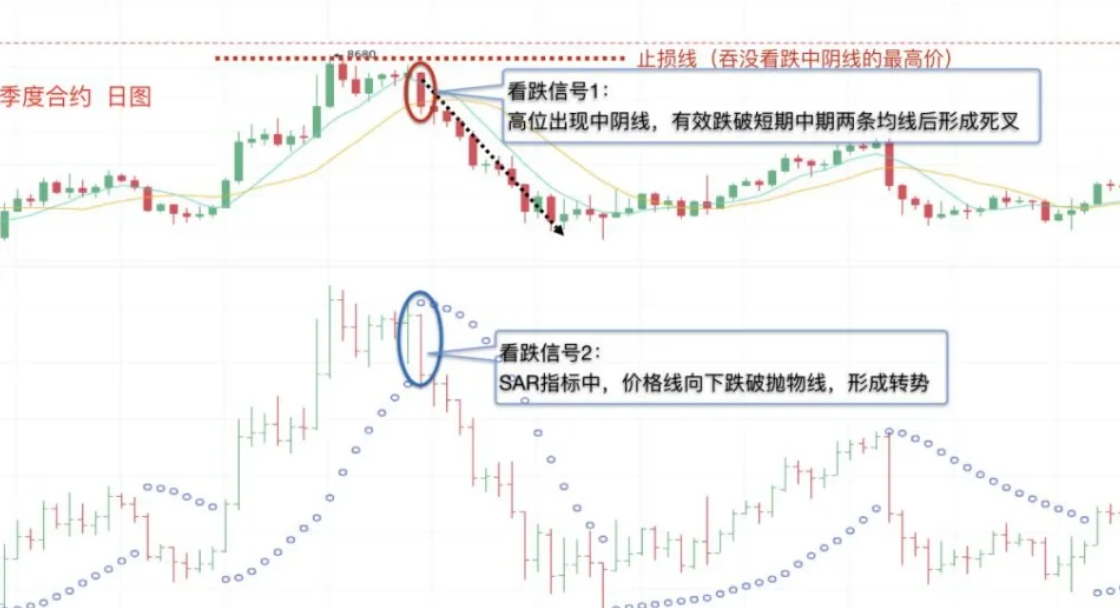 8680
止损线（吞没看跌中阴线的最高价）
季度合约 日图
看跌信号1：
高位出现中阴线，有效跌破短期中期两条均线后形成死叉
看跌信号2：
SAR指标中，价格线向下跌破抛物线，形成转势